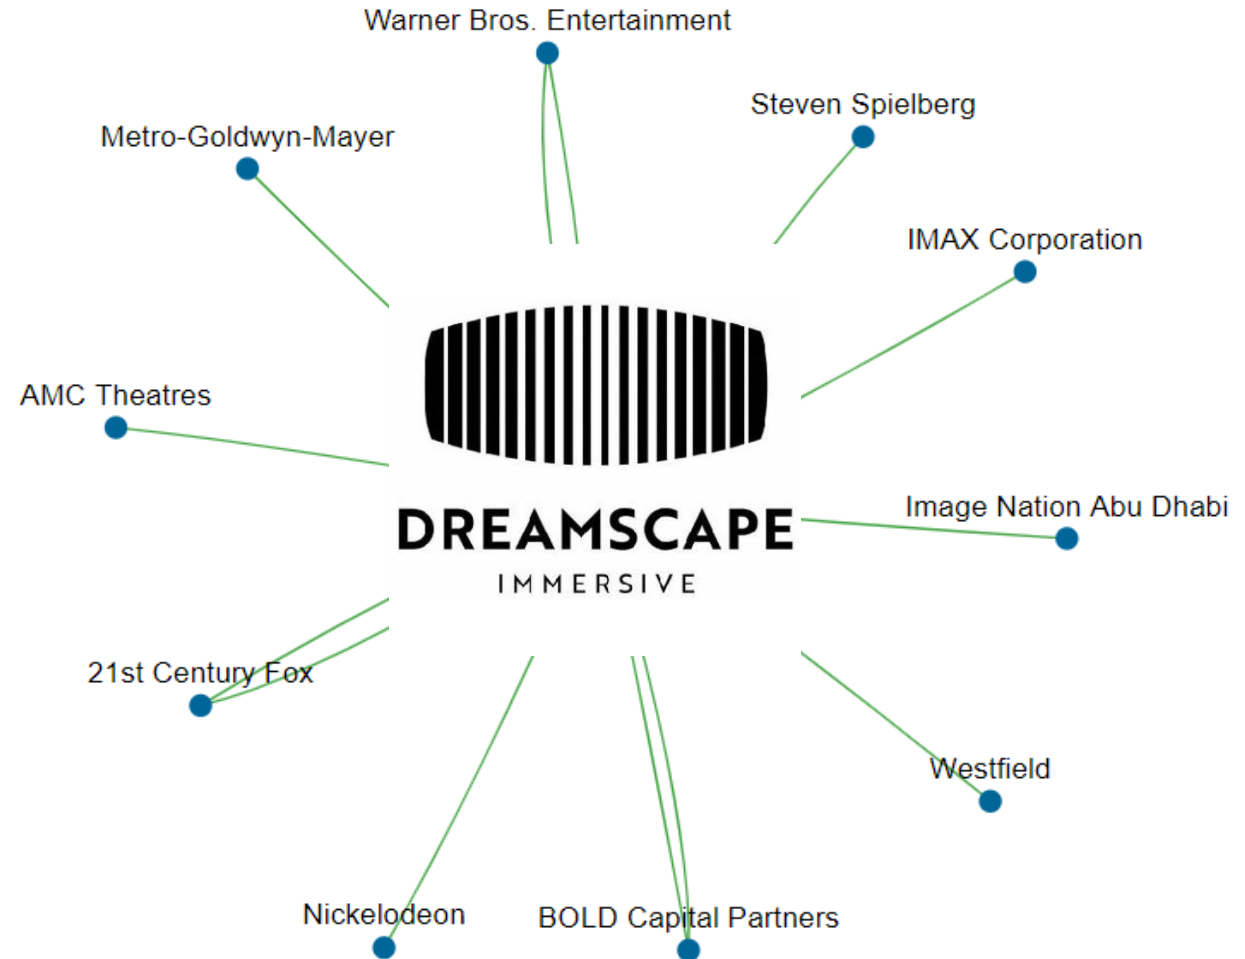 Warner Bros. Entertainment
Steven Spielberg
Metro-Goldwyn-Mayer
IMAX Corporation
AMC Theatres
DREAMSCAPE
IMMERSIVE
Image Nation Abu Dhabi
21st Century Fox
Westfield
Nickelodeon
BOLD Capital Partners